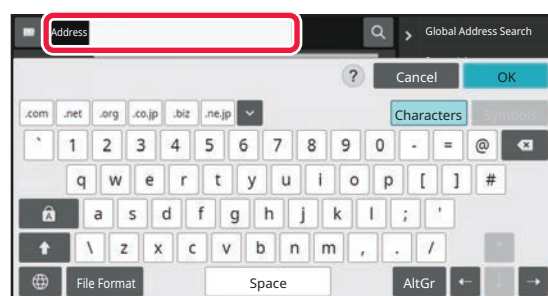 Address
Global Address Search
? Cancel OK
.com .net .org .co.jp .biz .ne.jp Characters Symbols
` 1 2 3 4 5 6 7 8 9 0 - = @
q w e r t y u i o p [ ] #
A a s d f g h j k l ; '
\ z x c v b n m , . /
File Format Space AltGr ← ↓ →